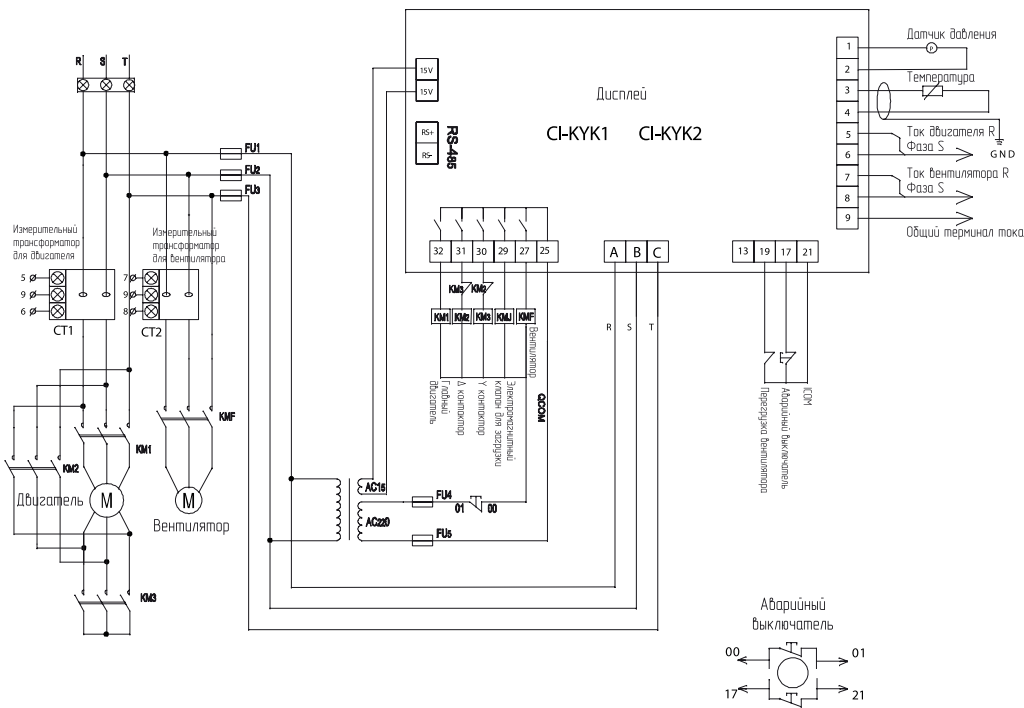 R S T
FU1
FU2
FU3
Измерительный
трансформатор
для двигателя
Измерительный
трансформатор
для вентилятора
5
9
6
7
9
8
CT1
CT2
KMF
KM1
KM2
Двигатель
M
M
Вентилятор
KM3
15V
15V
RS+
RS-
RS-485
Дисплей
CI-KYK1 CI-KYK2
1
2
3
4
5
6
7
8
9
Датчик давления
P
Температура
GND
Ток двигателя R
Фаза S
Ток вентилятора R
Фаза S
Общий терминал тока
32 31 30 29 27 25
A B C
13 19 17 21
KM3 KM2
KM1 KM2 KM3 KMJ KMF
R S T
Главный
двигатель
Δ контактор
Y контактор
Электромагнитный
клапан для загрузки
Вентилятор
QCOM
Перегрузка вентилятора
Аварийный выключатель
IICOM
AC15
AC220
FU4
01 00
FU5
Аварийный
выключатель
00 01
17 21